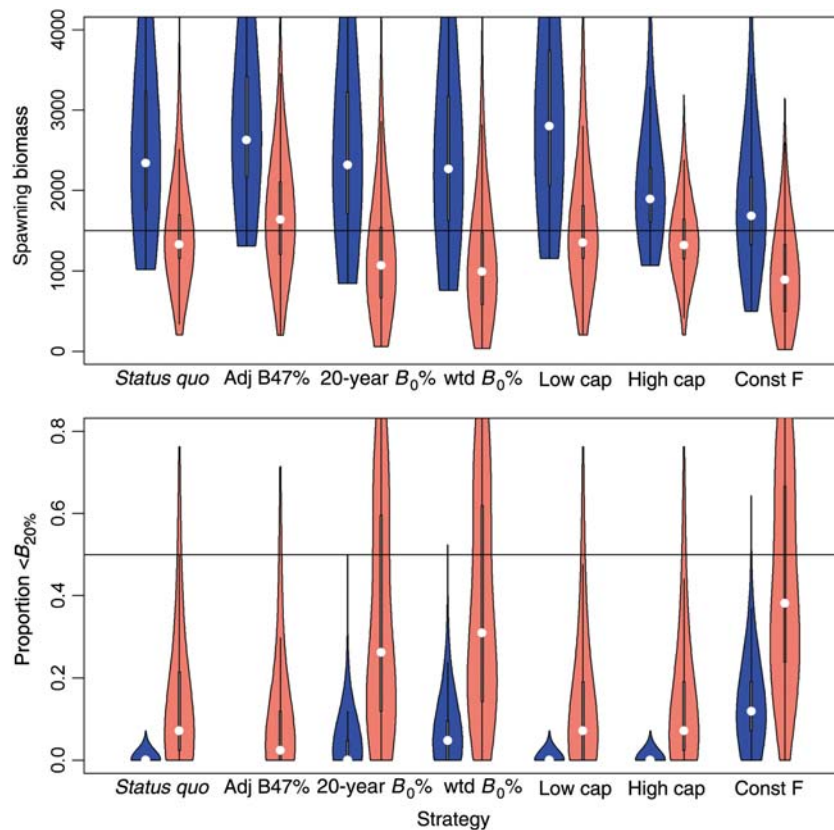 Spawning biomass
4000
3000
2000
1000
0
Status quo Adj B47% 20-year B₀% wtd B₀% Low cap High cap Const F
Proportion <B₂₀%
0.8
0.6
0.4
0.2
0.0
Status quo Adj B47% 20-year B₀% wtd B₀% Low cap High cap Const F
Strategy